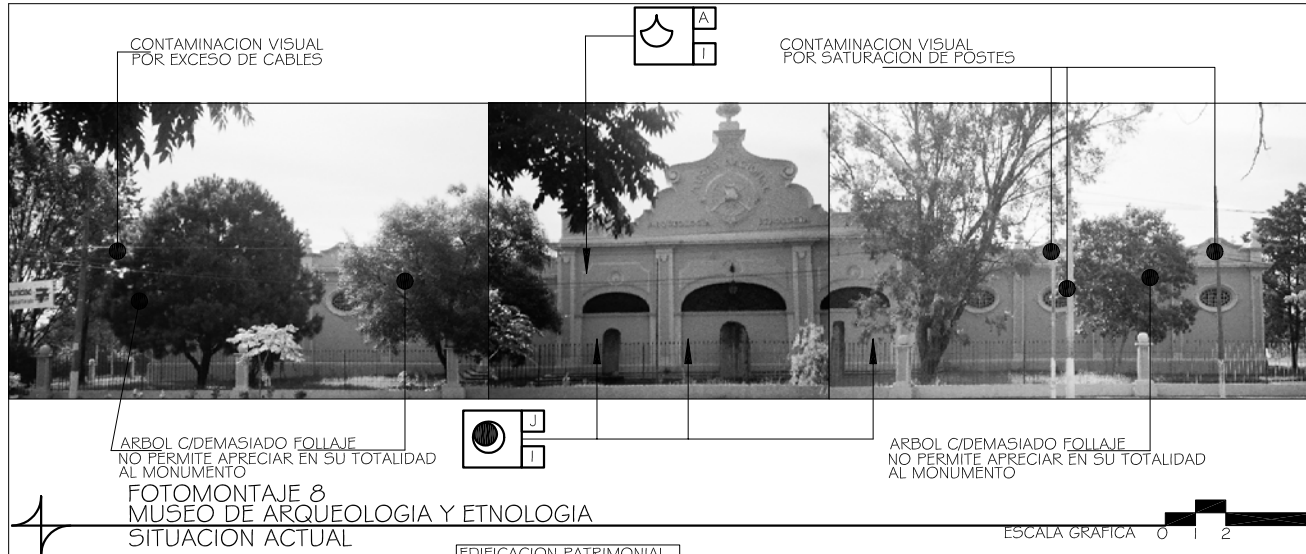 CONTAMINACION VISUAL
POR EXCESO DE CABLES
A
I
CONTAMINACION VISUAL
POR SATURACION DE POSTES
ARBOL C/DEMASIADO FOLLAJE
NO PERMITE APRECIAR EN SU TOTALIDAD
AL MONUMENTO
J
I
ARBOL C/DEMASIADO FOLLAJE
NO PERMITE APRECIAR EN SU TOTALIDAD
AL MONUMENTO
FOTOMONTAJE 8
MUSEO DE ARQUEOLOGIA Y ETNOLOGIA
SITUACION ACTUAL
ESCALA GRAFICA 0 1 2
EDIFICACION PATRIMONIAL